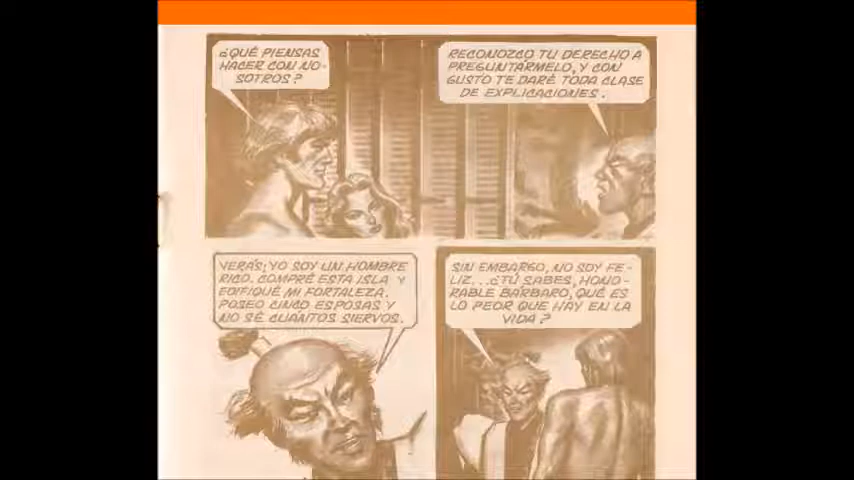 ¿QUÉ PIENSAS
HACER CON NO-
SOTROS?
RECONOZCO TU DERECHO A
PREGUNTÁRMELO, Y CON
GUSTO TE DARÉ TODA CLASE
DE EXPLICACIONES.
VERÁS; YO SOY UN HOMBRE
RICO. COMPRÉ ESTA ISLA Y
EDIFIQUÉ MI FORTALEZA.
POSEO CINCO ESPOSAS Y
NO SÉ CUÁNTOS SIERVOS.
SIN EMBARGO, NO SOY FE-
LIZ... ¿TÚ SABES, HONO-
RABLE BÁRBARO, QUÉ ES
LO PEOR QUE HAY EN LA
VIDA?